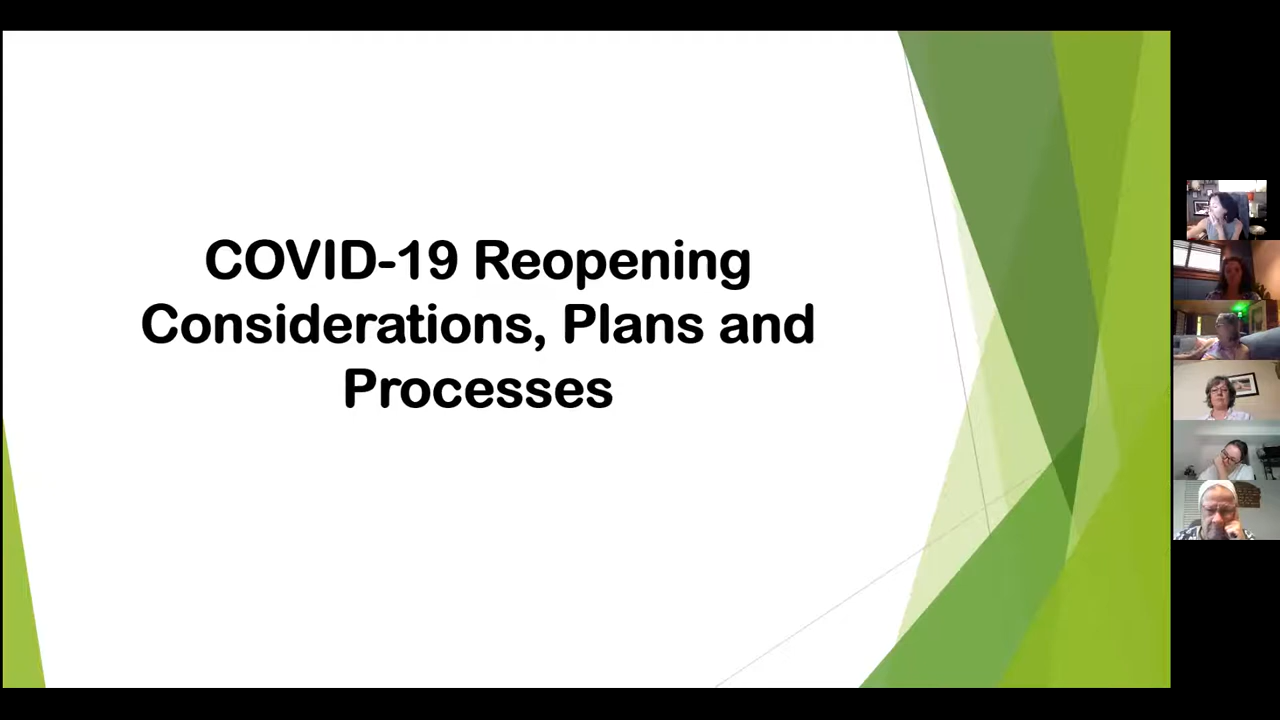 COVID-19 Reopening
Considerations, Plans and
Processes